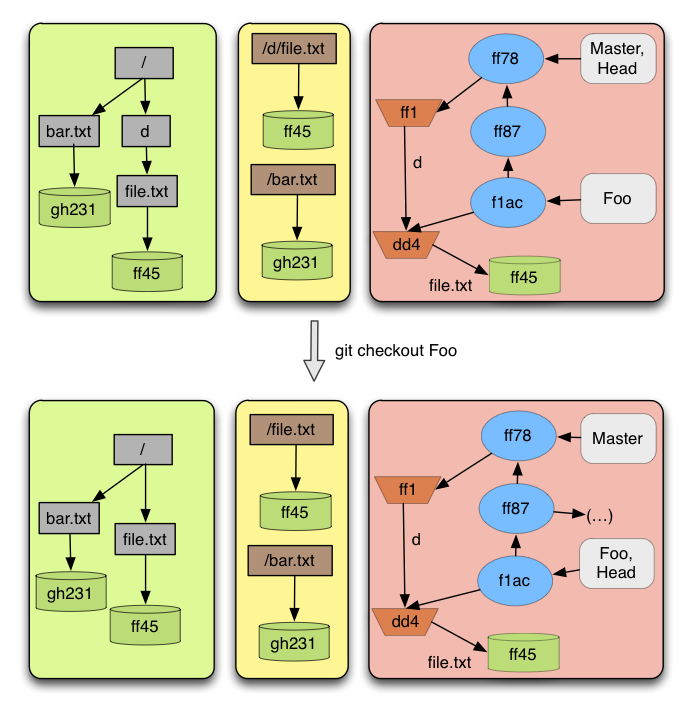 /
bar.txt
d
gh231
file.txt
ff45
/d/file.txt
ff45
/bar.txt
gh231
ff78
Master,
Head
ff1
ff87
d
f1ac
Foo
dd4
file.txt
ff45
git checkout Foo
/
bar.txt
file.txt
gh231
ff45
/file.txt
ff45
/bar.txt
gh231
ff78
Master
ff1
ff87
(...)
d
Foo,
Head
f1ac
dd4
file.txt
ff45